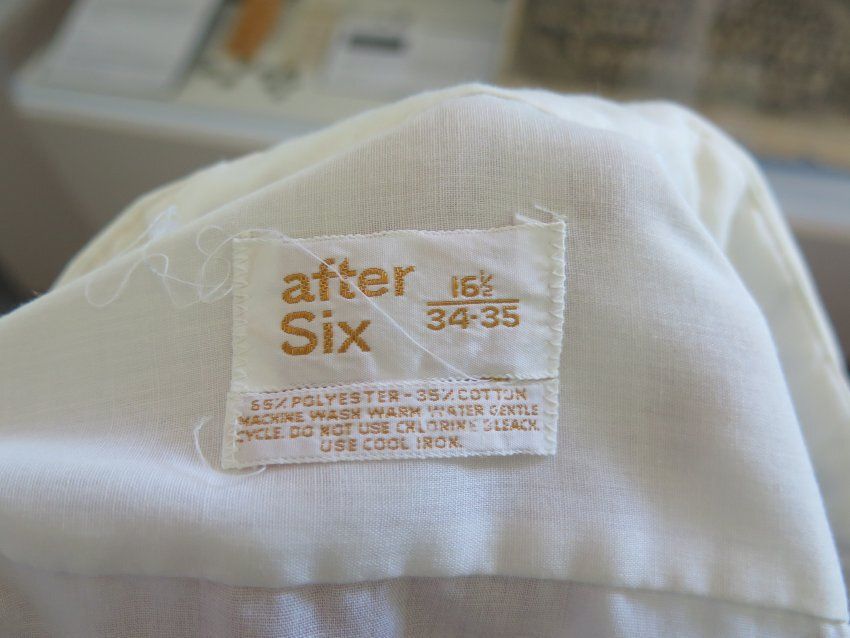 after
Six
16½
34-35
65% POLYESTER - 35% COTTON
MACHINE WASH WARM WATER GENTLE
CYCLE. DO NOT USE CHLORINE BLEACH.
USE COOL IRON.